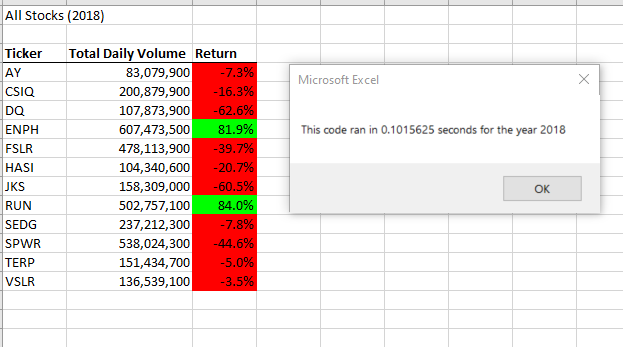 All Stocks (2018)
Ticker Total Daily Volume Return
AY 83,079,900 -7.3%
CSIQ 200,879,900 -16.3%
DQ 107,873,900 -62.6%
ENPH 607,473,500 81.9%
FSLR 478,113,900 -39.7%
HASI 104,340,600 -20.7%
JKS 158,309,000 -60.5%
RUN 502,757,100 84.0%
SEDG 237,212,300 -7.8%
SPWR 538,024,300 -44.6%
TERP 151,434,700 -5.0%
VSLR 136,539,100 -3.5%
Microsoft Excel
This code ran in 0.1015625 seconds for the year 2018
OK